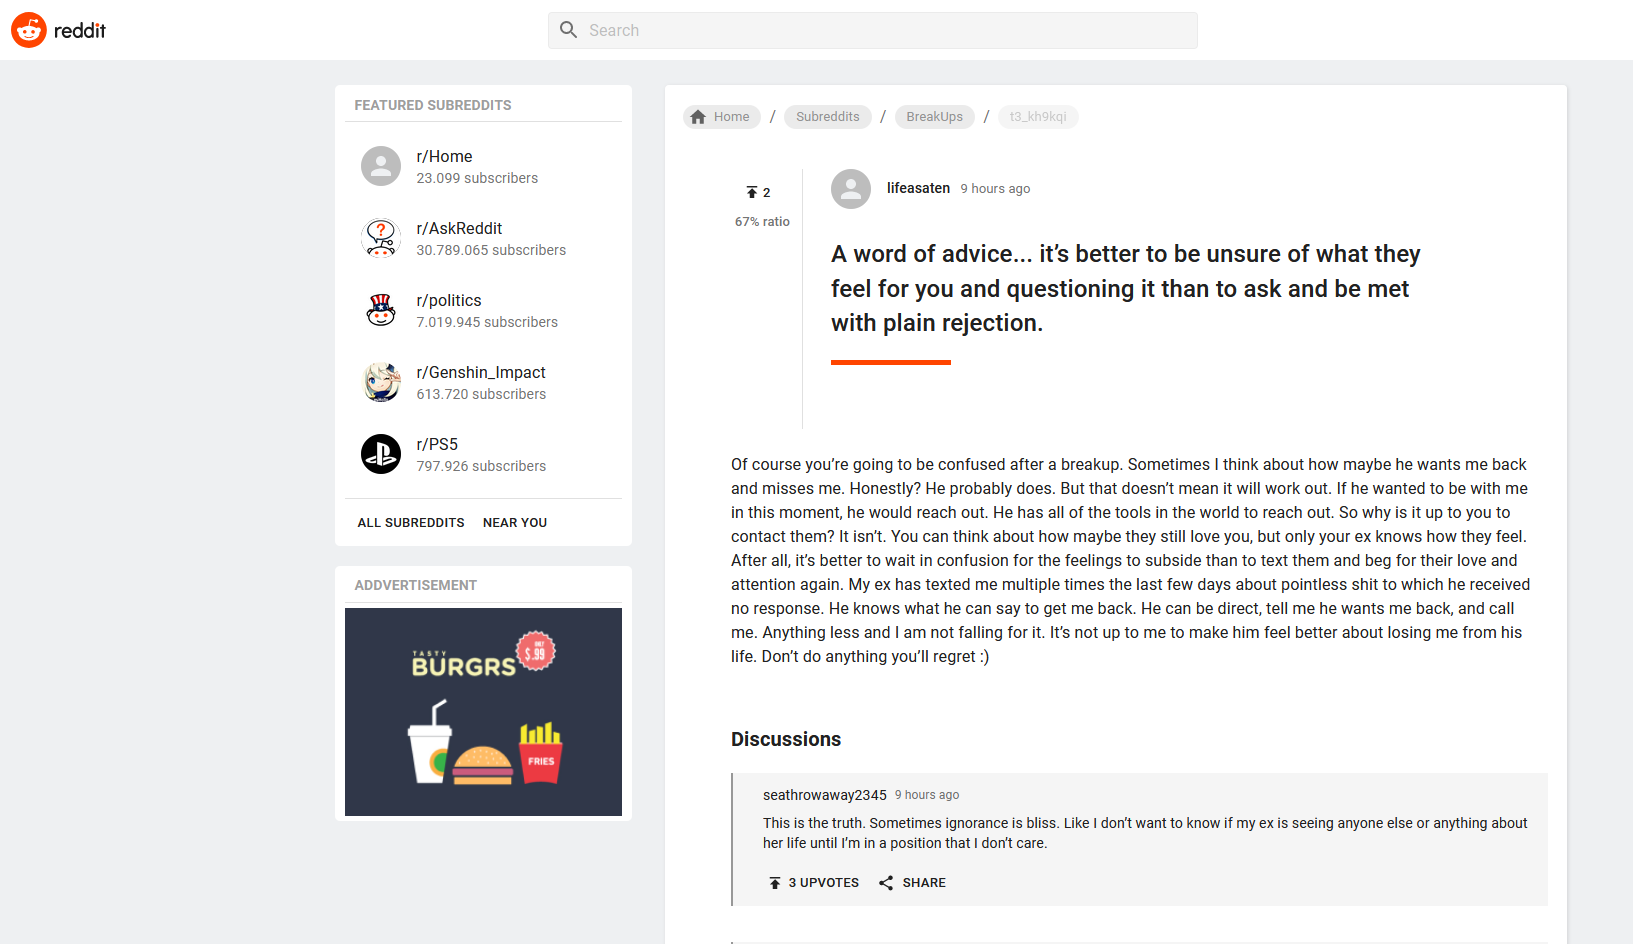 reddit
Search
FEATURED SUBREDDITS
r/Home
23.099 subscribers
r/AskReddit
30.789.065 subscribers
r/politics
7.019.945 subscribers
r/Genshin_Impact
613.720 subscribers
r/PS5
797.926 subscribers
ALL SUBREDDITS NEAR YOU
ADDVERTISEMENT
TASTY
BURGRS
ONLY
$.99
FRIES
Home / Subreddits / BreakUps / t3_kh9kqi
2
67% ratio
lifeasaten 9 hours ago
A word of advice... it’s better to be unsure of what they
feel for you and questioning it than to ask and be met
with plain rejection.
Of course you’re going to be confused after a breakup. Sometimes I think about how maybe he wants me back
and misses me. Honestly? He probably does. But that doesn’t mean it will work out. If he wanted to be with me
in this moment, he would reach out. He has all of the tools in the world to reach out. So why is it up to you to
contact them? It isn’t. You can think about how maybe they still love you, but only your ex knows how they feel.
After all, it’s better to wait in confusion for the feelings to subside than to text them and beg for their love and
attention again. My ex has texted me multiple times the last few days about pointless shit to which he received
no response. He knows what he can say to get me back. He can be direct, tell me he wants me back, and call
me. Anything less and I am not falling for it. It’s not up to me to make him feel better about losing me from his
life. Don’t do anything you’ll regret :)
Discussions
seathrowaway2345 9 hours ago
This is the truth. Sometimes ignorance is bliss. Like I don’t want to know if my ex is seeing anyone else or anything about
her life until I’m in a position that I don’t care.
3 UPVOTES SHARE